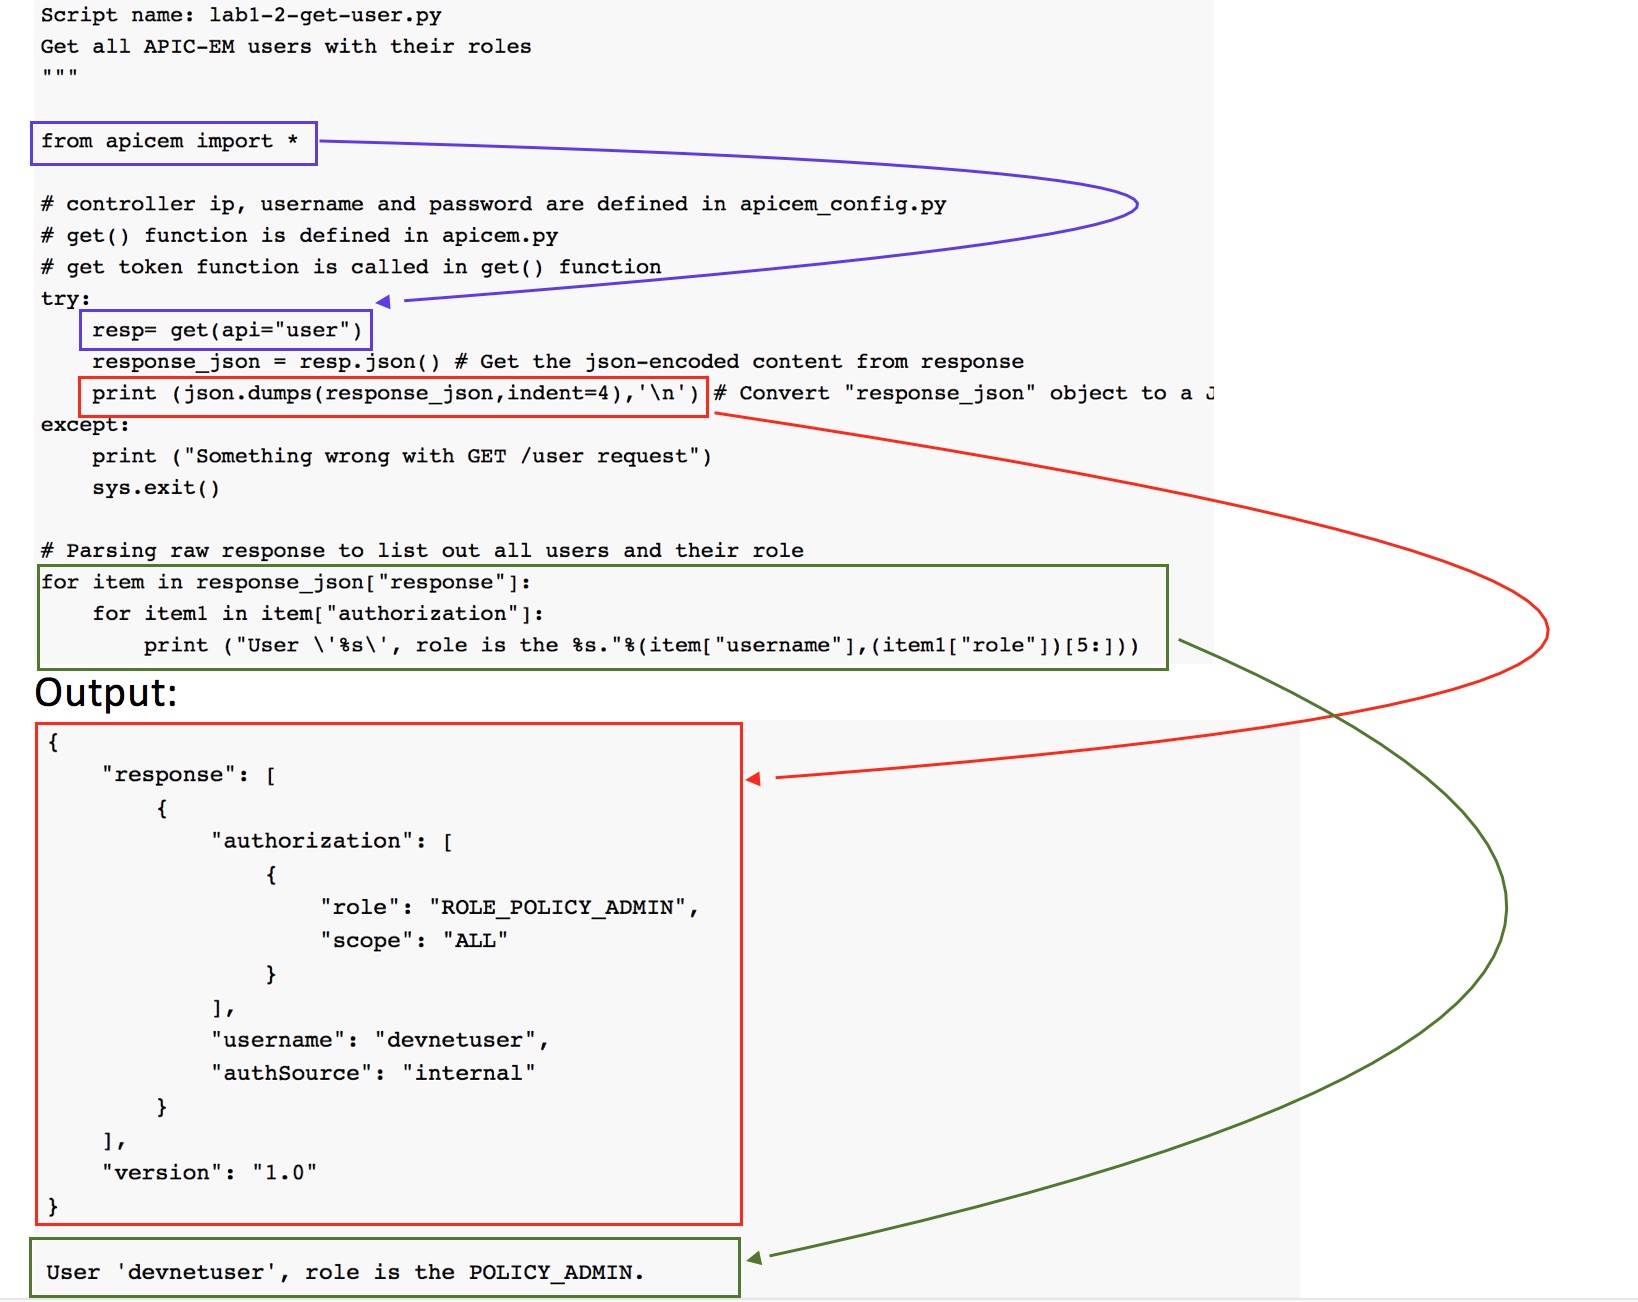 Script name: lab1-2-get-user.py
Get all APIC-EM users with their roles
"""
from apicem import *
# controller ip, username and password are defined in apicem_config.py
# get() function is defined in apicem.py
# get token function is called in get() function
try:
    resp= get(api="user")
    response_json = resp.json() # Get the json-encoded content from response
    print (json.dumps(response_json,indent=4),'\n') # Convert "response_json" object to a J
except:
    print ("Something wrong with GET /user request")
    sys.exit()
# Parsing raw response to list out all users and their role
for item in response_json["response"]:
    for item1 in item["authorization"]:
        print ("User \'%s\', role is the %s."%(item["username"],(item1["role"])[5:]))
Output:
{
    "response": [
        {
            "authorization": [
                {
                    "role": "ROLE_POLICY_ADMIN",
                    "scope": "ALL"
                }
            ],
            "username": "devnetuser",
            "authSource": "internal"
        }
    ],
    "version": "1.0"
}
User 'devnetuser', role is the POLICY_ADMIN.